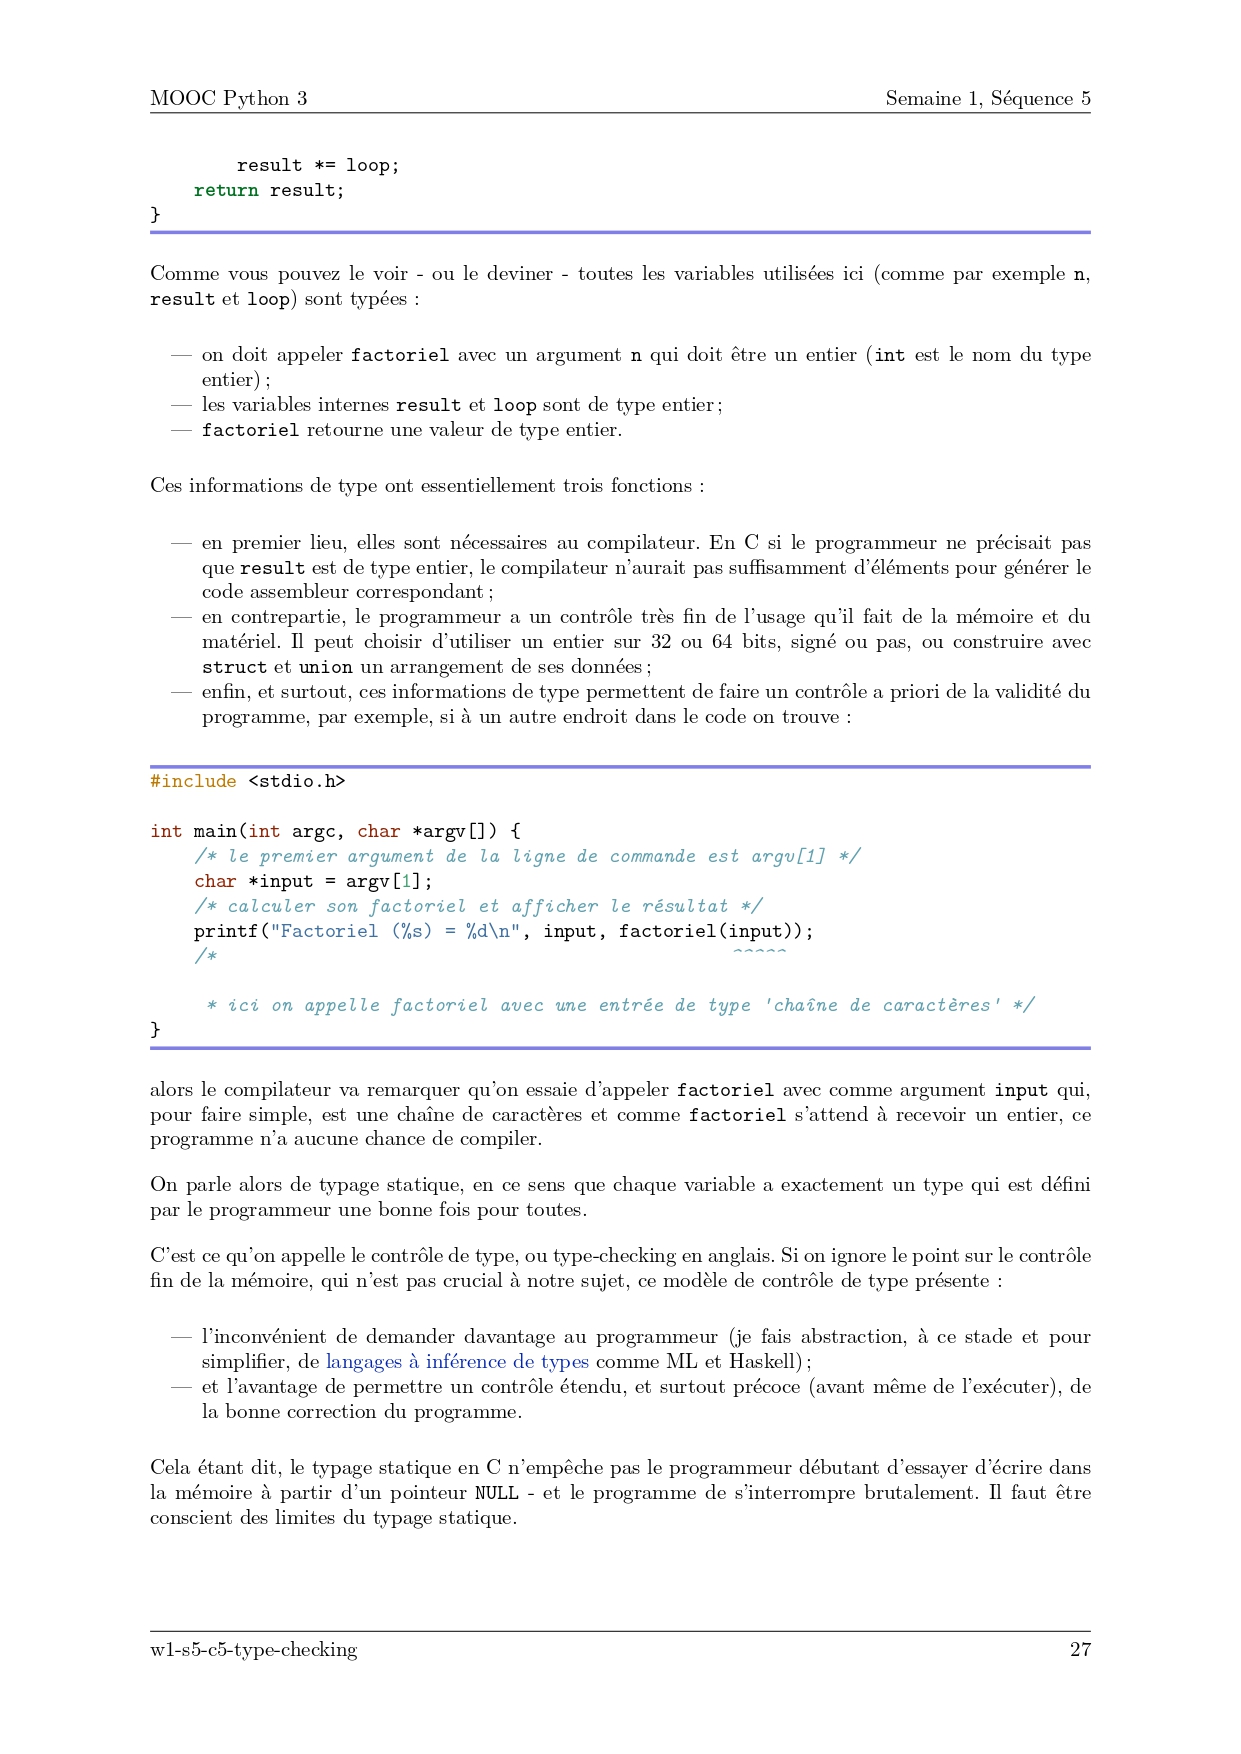 MOOC Python 3 Semaine 1, Séquence 5
        result *= loop;
    return result;
}
Comme vous pouvez le voir - ou le deviner - toutes les variables utilisées ici (comme par exemple n,
result et loop) sont typées :
— on doit appeler factoriel avec un argument n qui doit être un entier (int est le nom du type
entier) ;
— les variables internes result et loop sont de type entier ;
— factoriel retourne une valeur de type entier.
Ces informations de type ont essentiellement trois fonctions :
— en premier lieu, elles sont nécessaires au compilateur. En C si le programmeur ne précisait pas
que result est de type entier, le compilateur n'aurait pas suffisamment d'éléments pour générer le
code assembleur correspondant ;
— en contrepartie, le programmeur a un contrôle très fin de l'usage qu'il fait de la mémoire et du
matériel. Il peut choisir d'utiliser un entier sur 32 ou 64 bits, signé ou pas, ou construire avec
struct et union un arrangement de ses données ;
— enfin, et surtout, ces informations de type permettent de faire un contrôle a priori de la validité du
programme, par exemple, si à un autre endroit dans le code on trouve :
#include <stdio.h>
int main(int argc, char *argv[]) {
    /* le premier argument de la ligne de commande est argv[1] */
    char *input = argv[1];
    /* calculer son factoriel et afficher le résultat */
    printf("Factoriel (%s) = %d\n", input, factoriel(input));
    /*                                               ^^^^^
     * ici on appelle factoriel avec une entrée de type 'chaîne de caractères' */
}
alors le compilateur va remarquer qu'on essaie d'appeler factoriel avec comme argument input qui,
pour faire simple, est une chaîne de caractères et comme factoriel s'attend à recevoir un entier, ce
programme n'a aucune chance de compiler.
On parle alors de typage statique, en ce sens que chaque variable a exactement un type qui est défini
par le programmeur une bonne fois pour toutes.
C'est ce qu'on appelle le contrôle de type, ou type-checking en anglais. Si on ignore le point sur le contrôle
fin de la mémoire, qui n'est pas crucial à notre sujet, ce modèle de contrôle de type présente :
— l'inconvénient de demander davantage au programmeur (je fais abstraction, à ce stade et pour
simplifier, de langages à inférence de types comme ML et Haskell) ;
— et l'avantage de permettre un contrôle étendu, et surtout précoce (avant même de l'exécuter), de
la bonne correction du programme.
Cela étant dit, le typage statique en C n'empêche pas le programmeur débutant d'essayer d'écrire dans
la mémoire à partir d'un pointeur NULL - et le programme de s'interrompre brutalement. Il faut être
conscient des limites du typage statique.
w1-s5-c5-type-checking 27